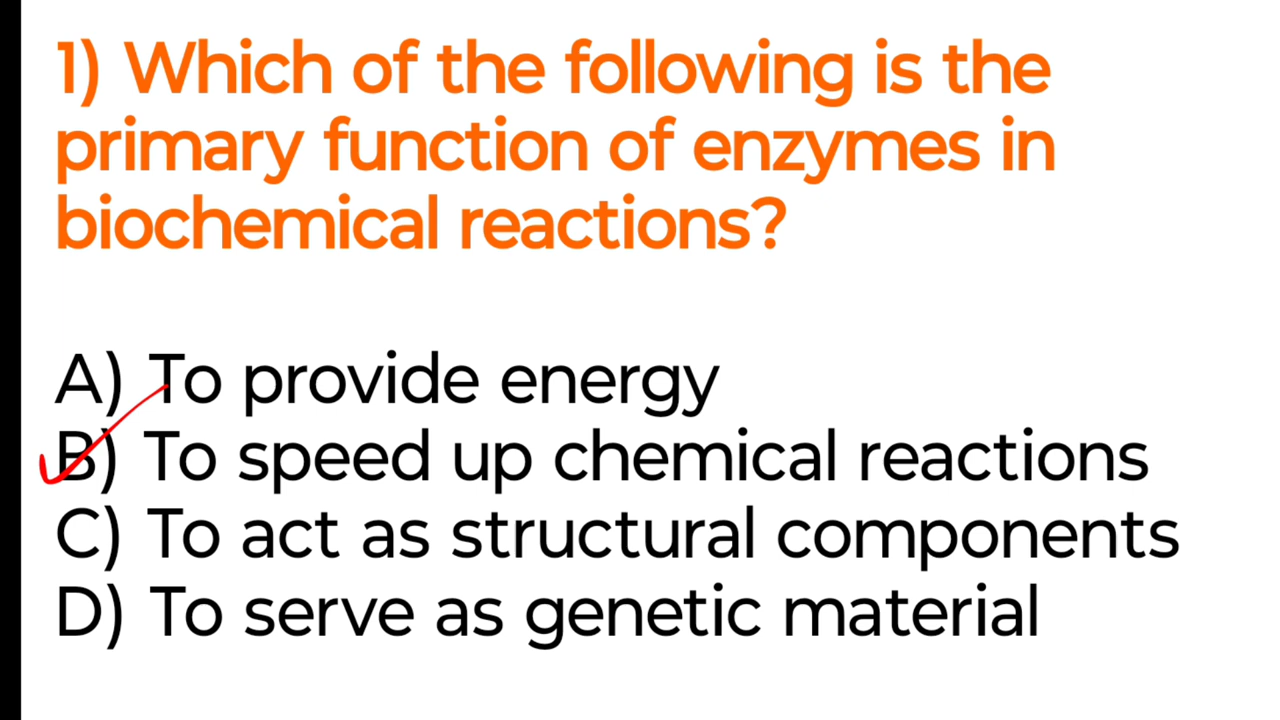 1) Which of the following is the
primary function of enzymes in
biochemical reactions?
A) To provide energy
B) To speed up chemical reactions
C) To act as structural components
D) To serve as genetic material